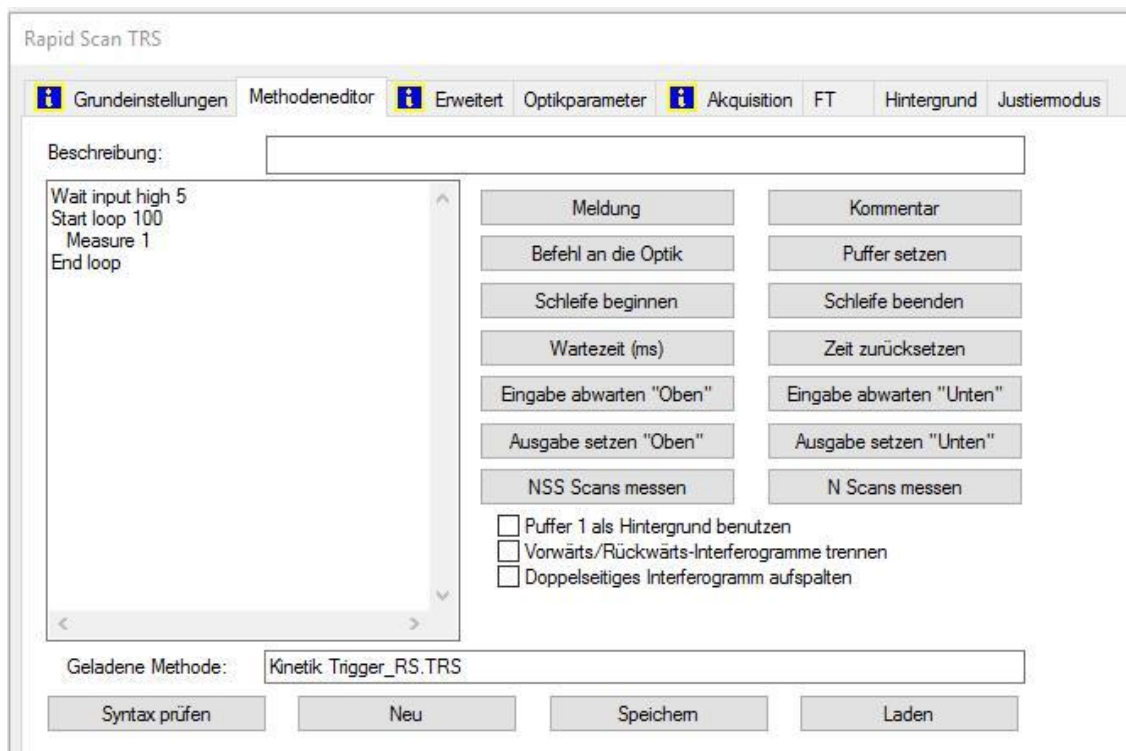 Rapid Scan TRS
i Grundeinstellungen Methodeneditor i Erweitert Optikparameter i Akquisition FT Hintergrund Justiermodus
Beschreibung:
Wait input high 5
Start loop 100
Measure 1
End loop
Meldung Kommentar
Befehl an die Optik Puffer setzen
Schleife beginnen Schleife beenden
Wartezeit (ms) Zeit zurücksetzen
Eingabe abwarten "Oben" Eingabe abwarten "Unten"
Ausgabe setzen "Oben" Ausgabe setzen "Unten"
NSS Scans messen N Scans messen
Puffer 1 als Hintergrund benutzen
Vorwärts/Rückwärts-Interferogramme trennen
Doppelseitiges Interferogramm aufspalten
Geladene Methode: Kinetik Trigger_RS.TRS
Syntax prüfen Neu Speichern Laden